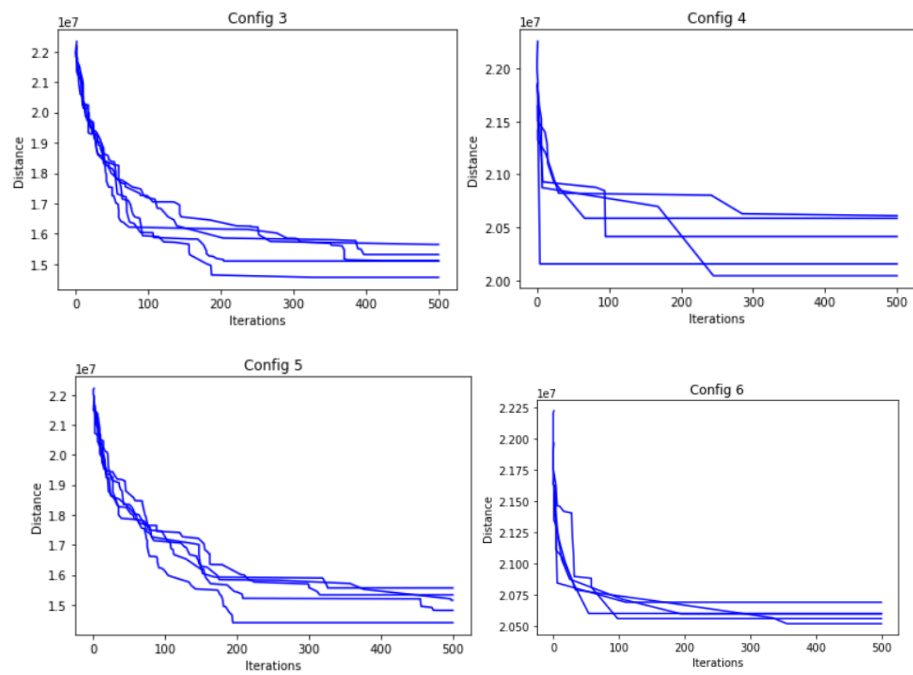 Config 3
1e7
2.2
2.1
2.0
1.9
1.8
1.7
1.6
1.5
Distance
0 100 200 300 400 500
Iterations
Config 4
1e7
2.20
2.15
2.10
2.05
2.00
Distance
0 100 200 300 400 500
Iterations
Config 5
1e7
2.2
2.1
2.0
1.9
1.8
1.7
1.6
1.5
Distance
0 100 200 300 400 500
Iterations
Config 6
1e7
2.225
2.200
2.175
2.150
2.125
2.100
2.075
2.050
Distance
0 100 200 300 400 500
Iterations